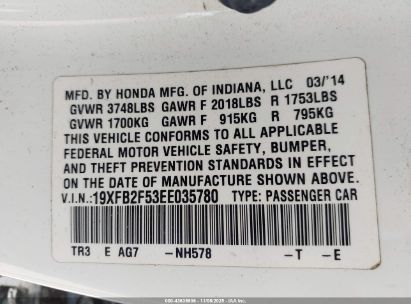 MFD. BY HONDA MFG. OF INDIANA, LLC 03/'14
GVWR 3748LBS GAWR F 2018LBS R 1753LBS
GVWR 1700KG GAWR F 915KG R 795KG
THIS VEHICLE CONFORMS TO ALL APPLICABLE
FEDERAL MOTOR VEHICLE SAFETY, BUMPER,
AND THEFT PREVENTION STANDARDS IN EFFECT
ON THE DATE OF MANUFACTURE SHOWN ABOVE.
V.I.N.:19XFB2F53EE035780 TYPE: PASSENGER CAR
TR3 E AG7 -NH578 -T -E